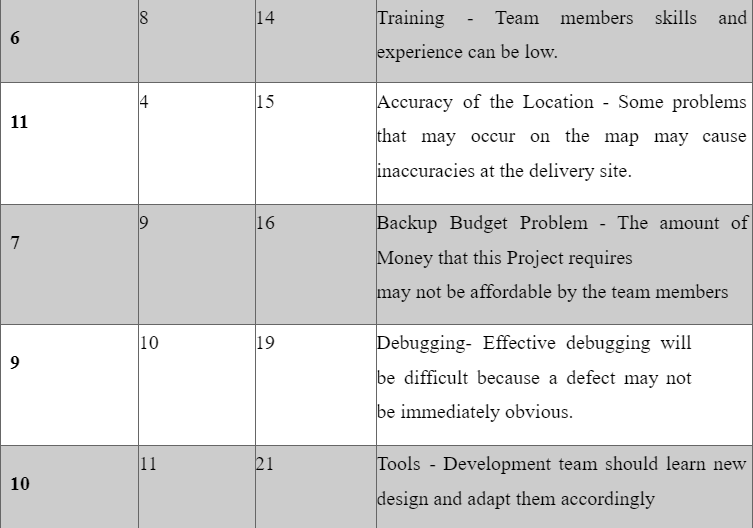 6
8
14
Training - Team members skills and
experience can be low.
11
4
15
Accuracy of the Location - Some problems
that may occur on the map may cause
inaccuracies at the delivery site.
7
9
16
Backup Budget Problem - The amount of
Money that this Project requires
may not be affordable by the team members
9
10
19
Debugging- Effective debugging will
be difficult because a defect may not
be immediately obvious.
10
11
21
Tools - Development team should learn new
design and adapt them accordingly